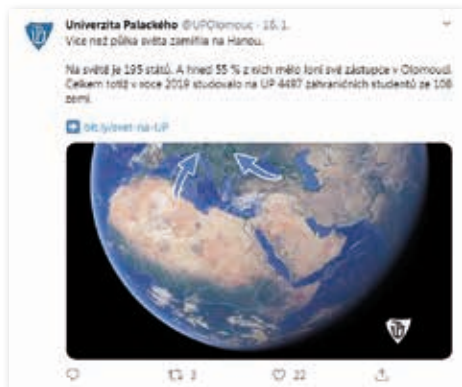 Univerzita Palackého @UPOlomouc · 16. 1.
Více než půlka světa zamířila na Hanou.
Na světě je 195 států. A hned 55 % z nich mělo loni své zástupce v Olomouci.
Celkem totiž v roce 2019 studovalo na UP 4497 zahraničních studentů ze 108
zemí.
bit.ly/svet-na-UP
3
22